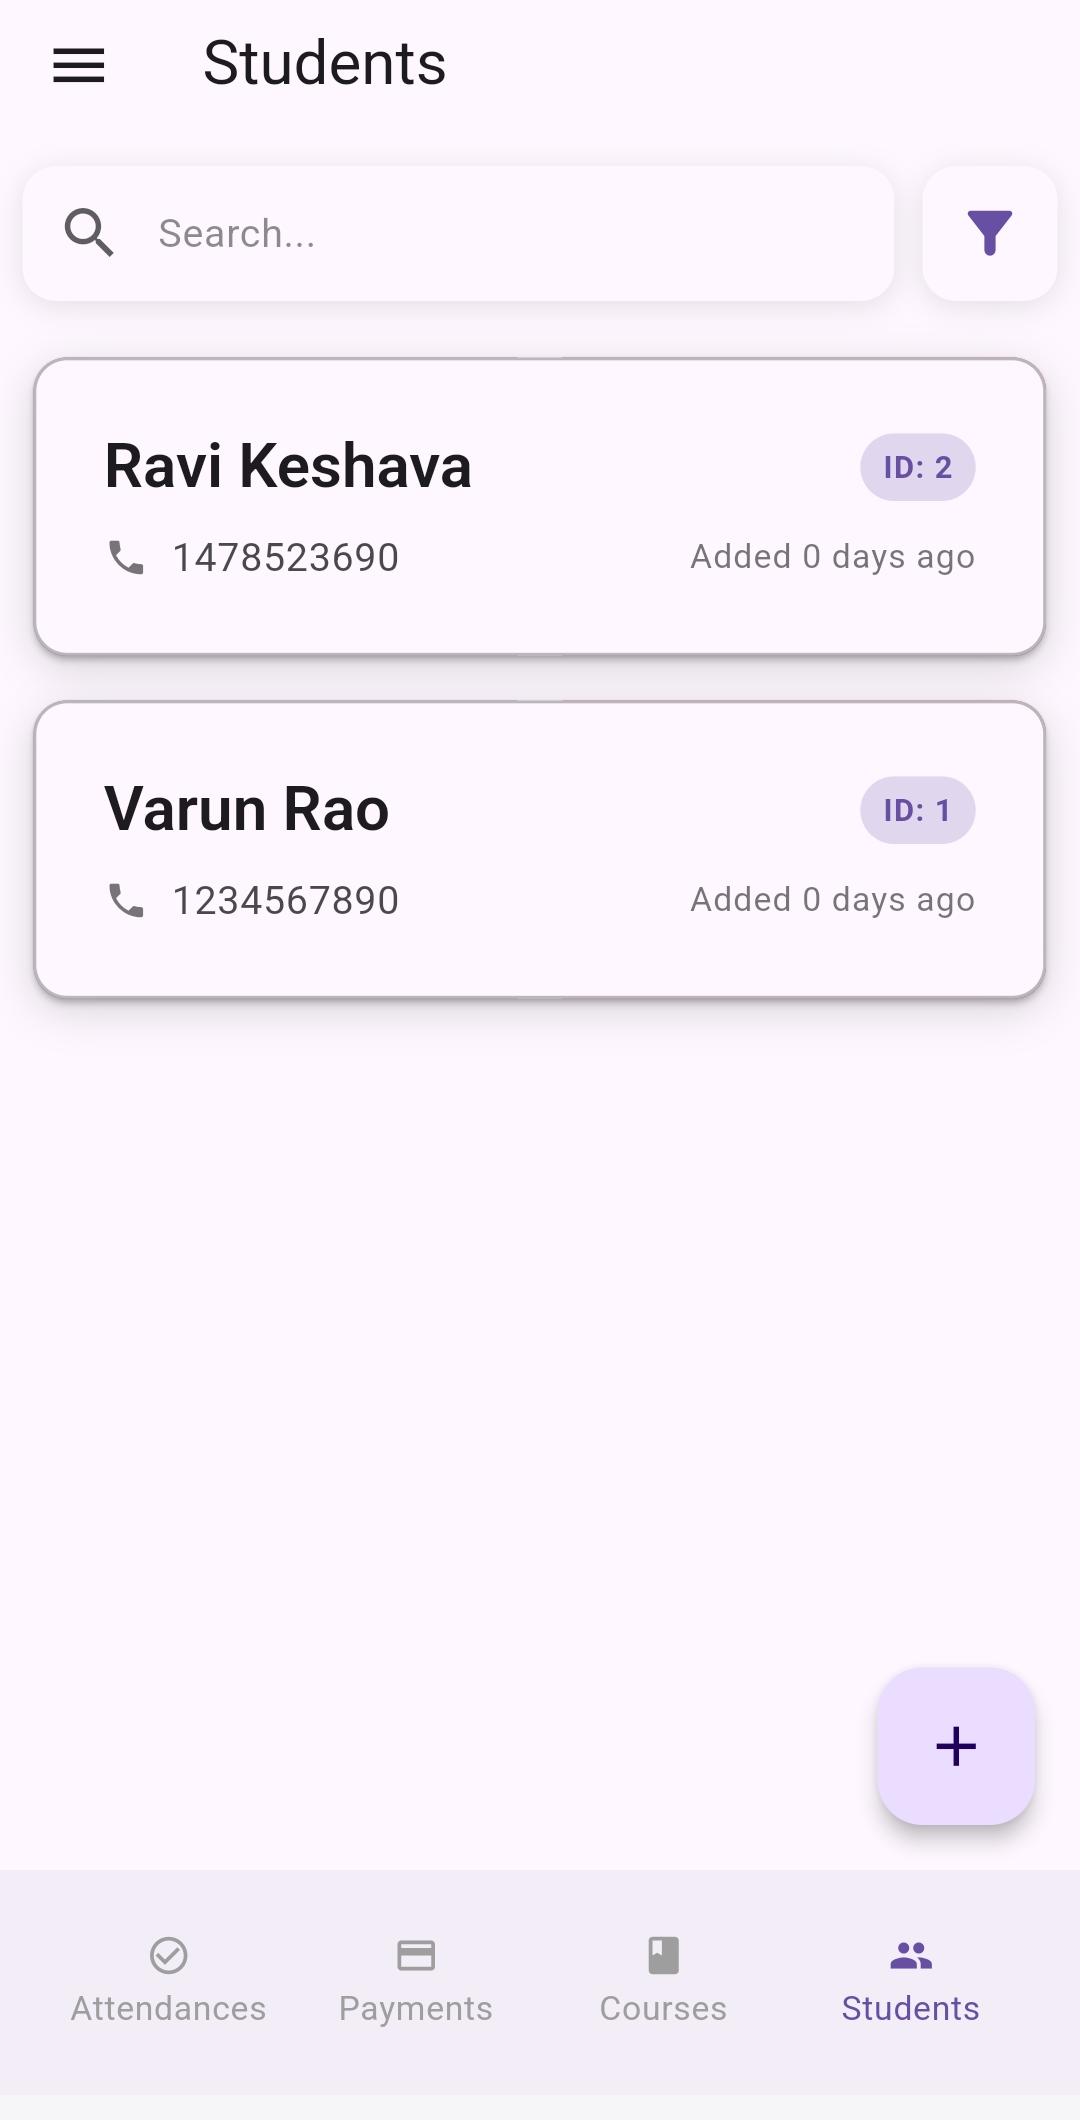 Students
Search...
Ravi Keshava
ID: 2
1478523690
Added 0 days ago
Varun Rao
ID: 1
1234567890
Added 0 days ago
Attendances
Payments
Courses
Students